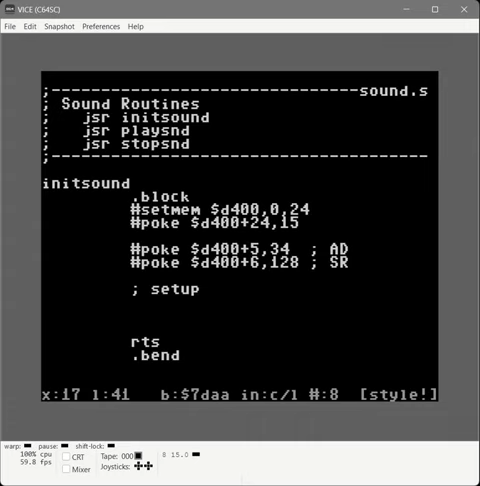 VICE (C64SC)
File Edit Snapshot Preferences Help
;-------------------------------sound.s
; Sound Routines
;   jsr initsound
;   jsr playsnd
;   jsr stopsnd
;--------------------------------------
initsound
.block
#setmem $d400,0,24
#poke $d400+24,15
#poke $d400+5,34  ; AD
#poke $d400+6,128 ; SR
; setup
rts
.bend
x:17 l:41   b:$7daa in:c/l #:8  [style!]
warp: pause: shift-lock:
100% cpu
59.8 fps
CRT
Mixer
Tape: 000
Joysticks:
8 15.0